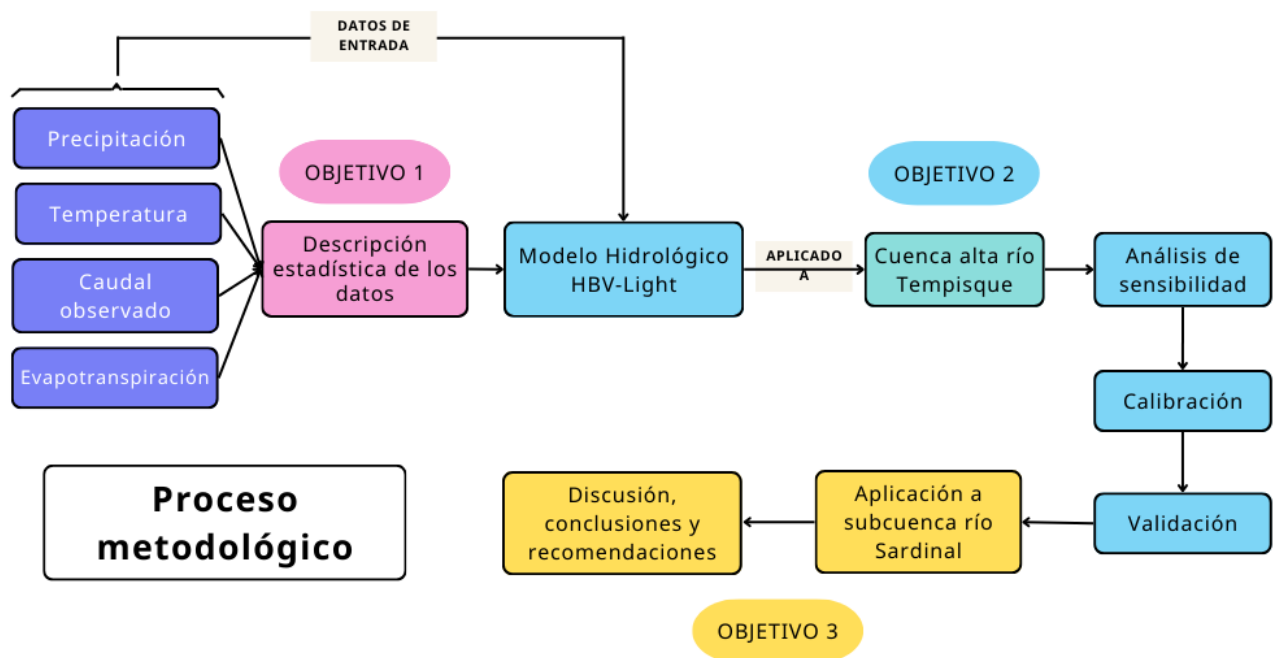 DATOS DE
ENTRADA
Precipitación
Temperatura
Caudal
observado
Evapotranspiración
OBJETIVO 1
Descripción
estadística de los
datos
Modelo Hidrológico
HBV-Light
APLICADO
A
OBJETIVO 2
Cuenca alta río
Tempisque
Análisis de
sensibilidad
Calibración
Validación
Aplicación a
subcuenca río
Sardinal
Discusión,
conclusiones y
recomendaciones
OBJETIVO 3
Proceso
metodológico